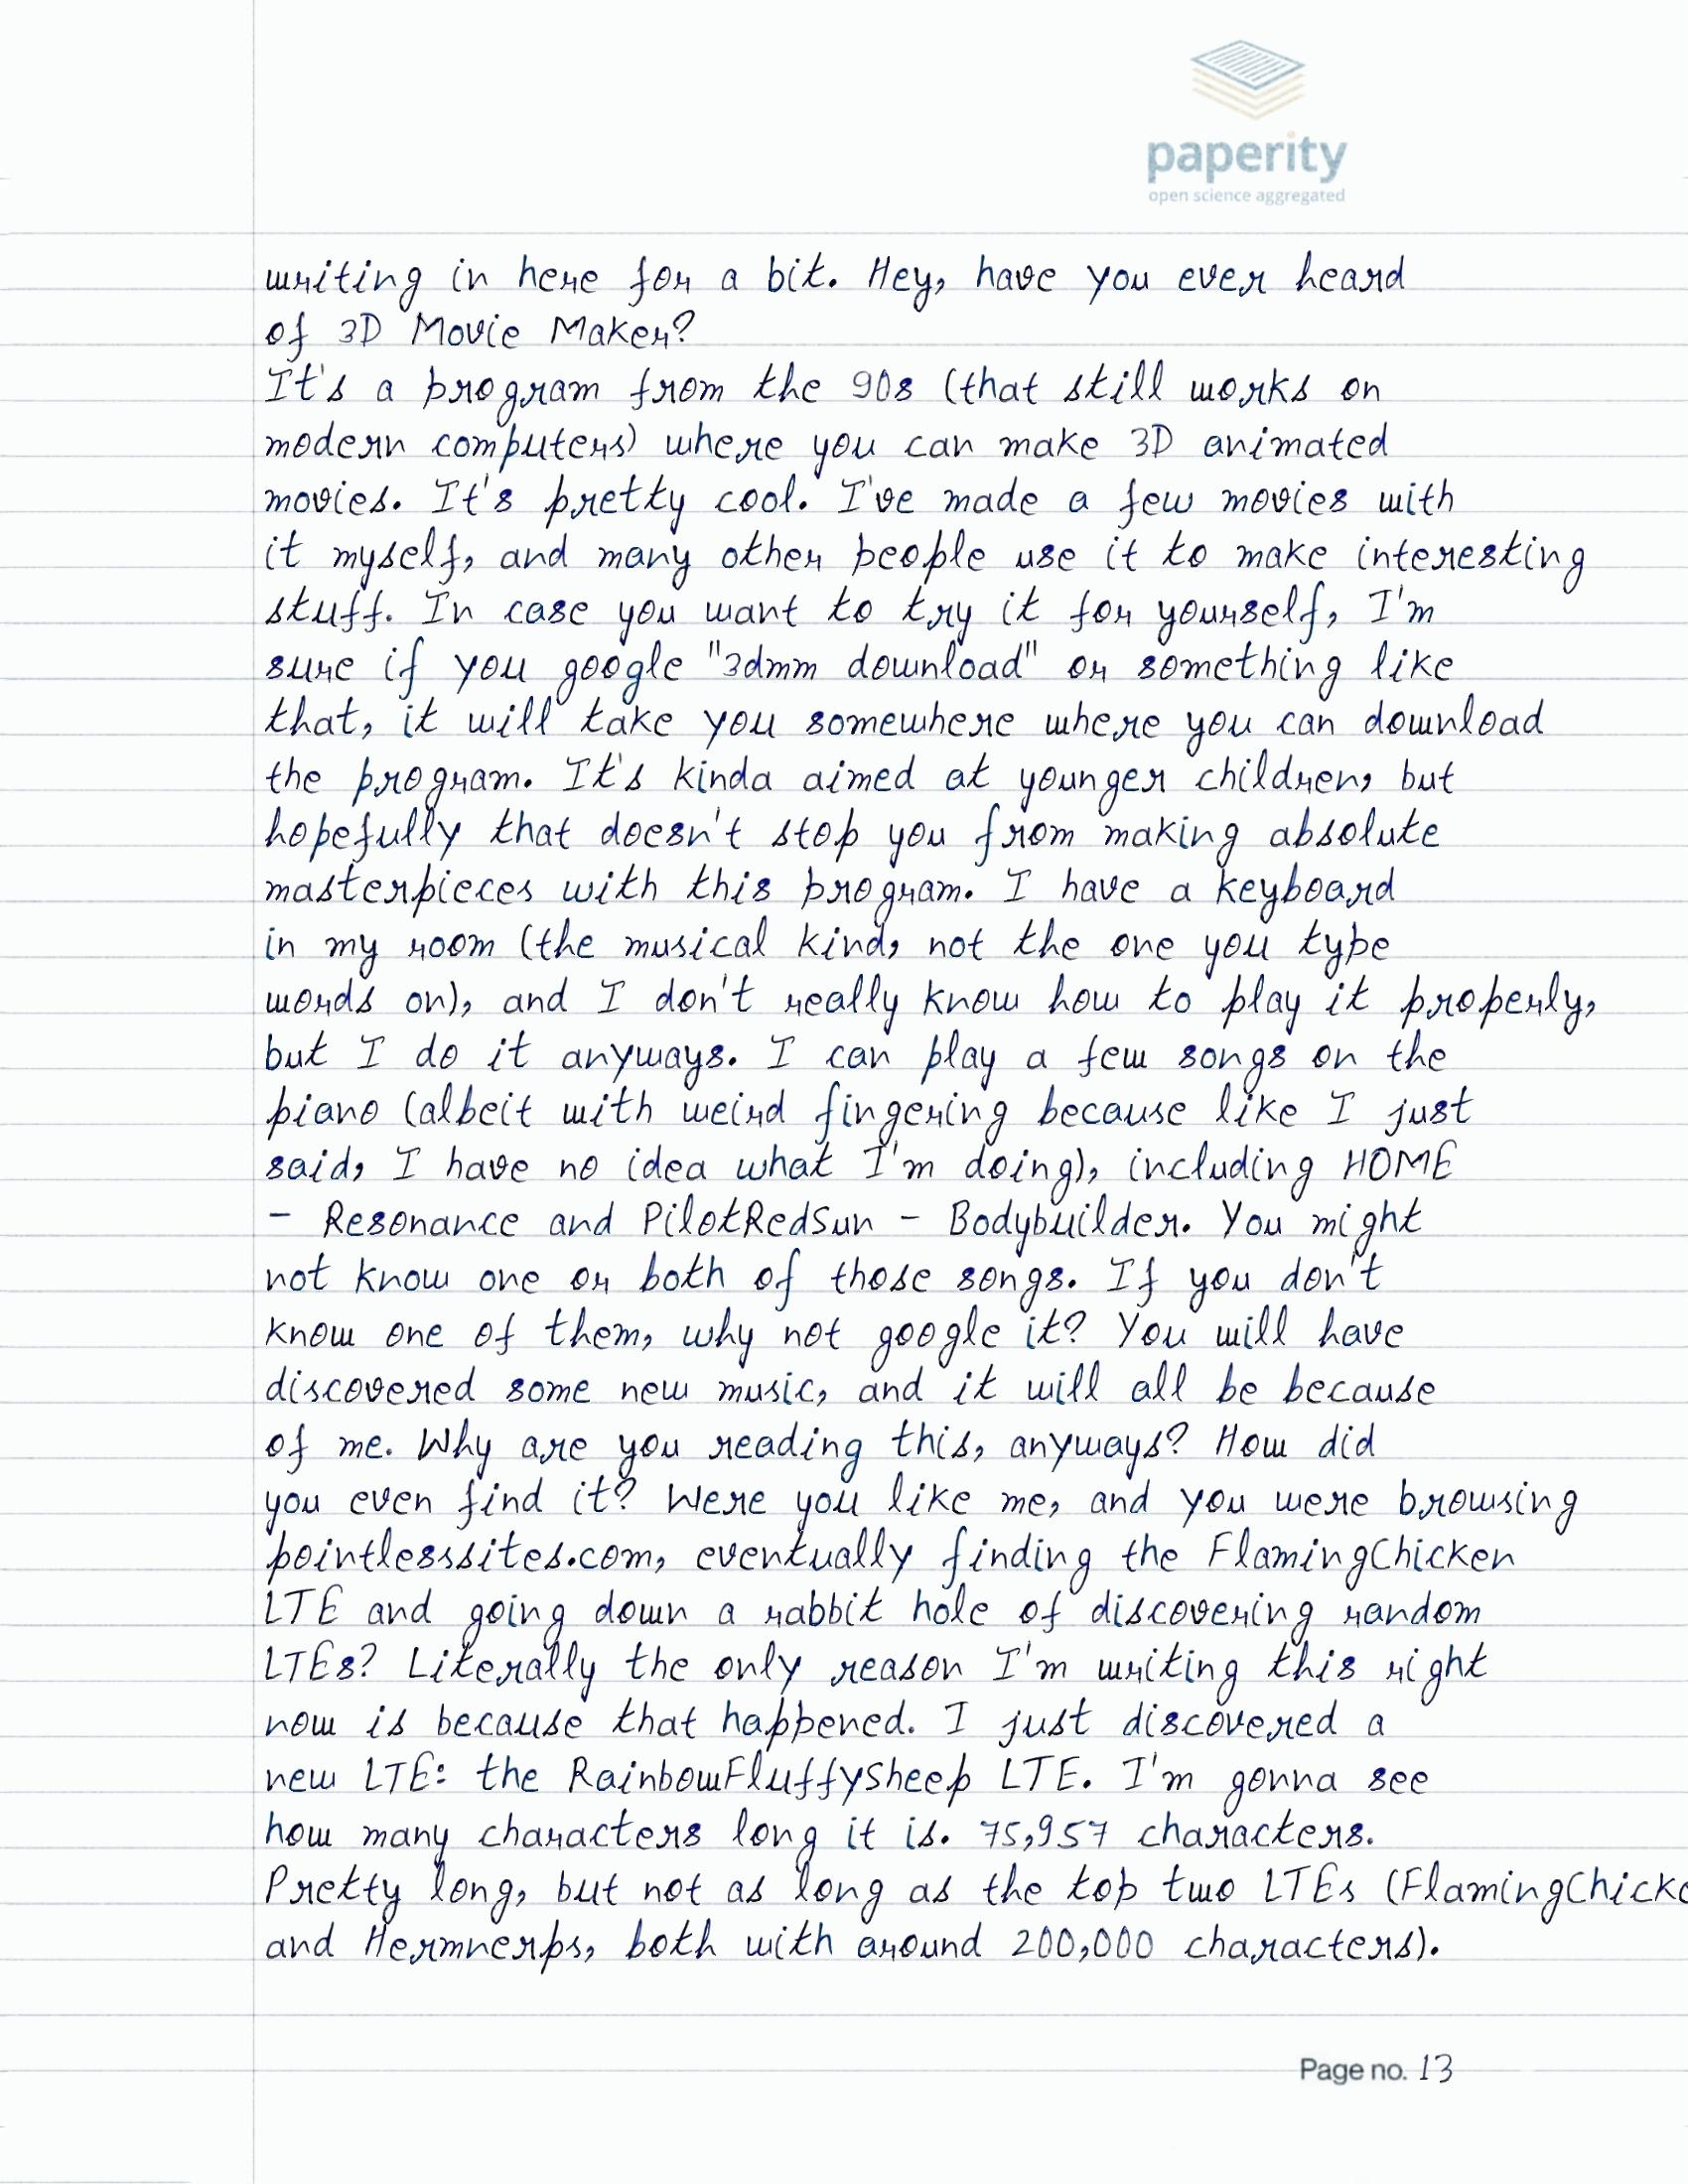 paperity
open science aggregated
writing in here for a bit. Hey, have you ever heard
of 3D Movie Maker?
It's a program from the 90s (that still works on
modern computers) where you can make 3D animated
movies. It's pretty cool. I've made a few movies with
it myself, and many other people use it to make interesting
stuff. In case you want to try it for yourself, I'm
sure if you google "3dmm download" or something like
that, it will take you somewhere where you can download
the program. It's kinda aimed at younger children, but
hopefully that doesn't stop you from making absolute
masterpieces with this program. I have a keyboard
in my room (the musical kind, not the one you type
words on), and I don't really know how to play it properly,
but I do it anyways. I can play a few songs on the
piano (albeit with weird fingering because like I just
said, I have no idea what I'm doing), including HOME
- Resonance and PilotRedSun - Bodybuilder. You might
not know one or both of those songs. If you don't
know one of them, why not google it? You will have
discovered some new music, and it will all be because
of me. Why are you reading this, anyways? How did
you even find it? Were you like me, and you were browsing
pointlesssites.com, eventually finding the FlamingChicken
LTE and going down a rabbit hole of discovering random
LTEs? Literally the only reason I'm writing this right
now is because that happened. I just discovered a
new LTE: the RainbowFluffySheep LTE. I'm gonna see
how many characters long it is. 75,957 characters.
Pretty long, but not as long as the top two LTEs (FlamingChicke
and Hermnerps, both with around 200,000 characters).
Page no. 13